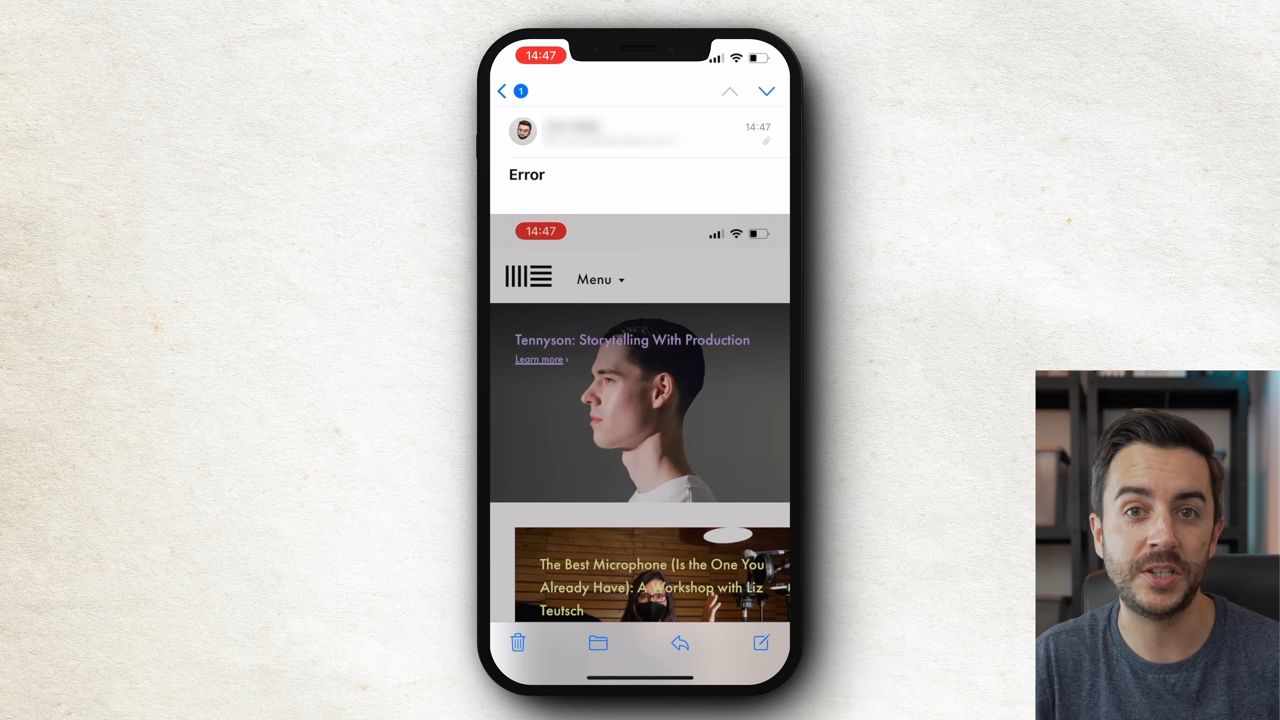 14:47
1
14:47
Error
14:47
Menu
Tennyson: Storytelling With Production
Learn more ›
The Best Microphone (Is the One You
Already Have): A Workshop with Liz
Teutsch